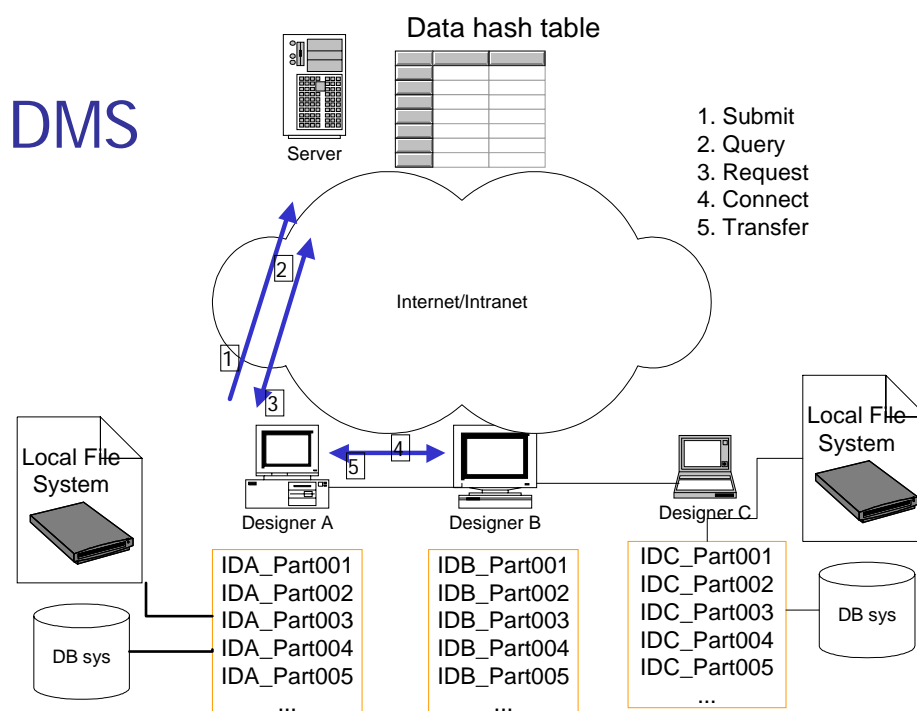 Data hash table
DMS
Server
1. Submit
2. Query
3. Request
4. Connect
5. Transfer
2
Internet/Intranet
1
3
Local File
System
Local File
System
4
5
Designer A
Designer B
Designer C
IDA_Part001
IDA_Part002
IDA_Part003
IDA_Part004
IDA_Part005
...
IDB_Part001
IDB_Part002
IDB_Part003
IDB_Part004
IDB_Part005
...
IDC_Part001
IDC_Part002
IDC_Part003
IDC_Part004
IDC_Part005
...
DB sys
DB sys